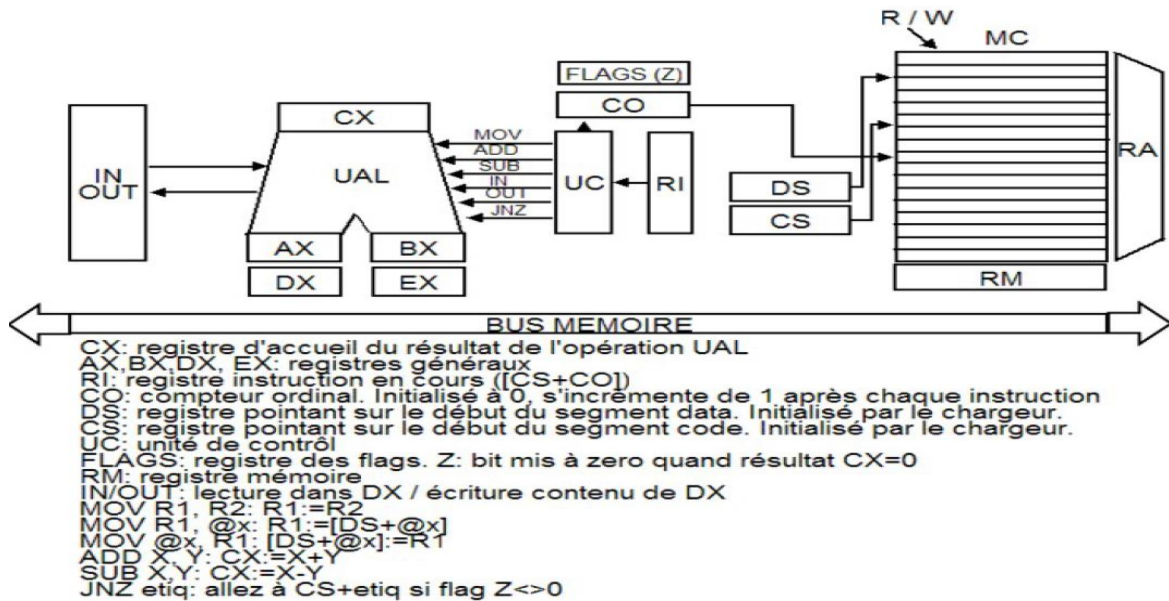 R / W
MC
FLAGS (Z)
CO
CX
MOV
ADD
SUB
IN
OUT
JNZ
IN
OUT
UAL
UC
RI
DS
CS
RA
AX
BX
DX
EX
RM
BUS MEMOIRE
CX: registre d'accueil du résultat de l'opération UAL
AX,BX,DX, EX: registres généraux
RI: registre instruction en cours ([CS+CO])
CO: compteur ordinal. Initialisé à 0, s'incrémente de 1 après chaque instruction
DS: registre pointant sur le début du segment data. Initialisé par le chargeur.
CS: registre pointant sur le début du segment code. Initialisé par le chargeur.
UC: unité de contrôl
FLAGS: registre des flags. Z: bit mis à zero quand résultat CX=0
RM: registre mémoire
IN/OUT: lecture dans DX / écriture contenu de DX
MOV R1, R2: R1:=R2
MOV R1, @x: R1:=[DS+@x]
MOV @x, R1: [DS+@x]:=R1
ADD X, Y: CX:=X+Y
SUB X,Y: CX:=X-Y
JNZ etiq: allez à CS+etiq si flag Z<>0